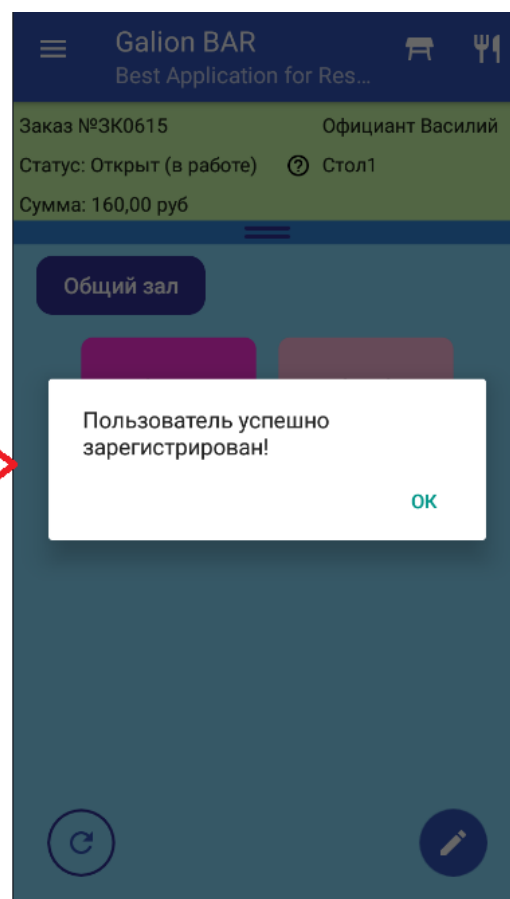 Galion BAR
Best Application for Res...
Заказ №ЗК0615 Официант Василий
Статус: Открыт (в работе) Стол1
Сумма: 160,00 руб
Общий зал
Пользователь успешно
зарегистрирован!
ОК